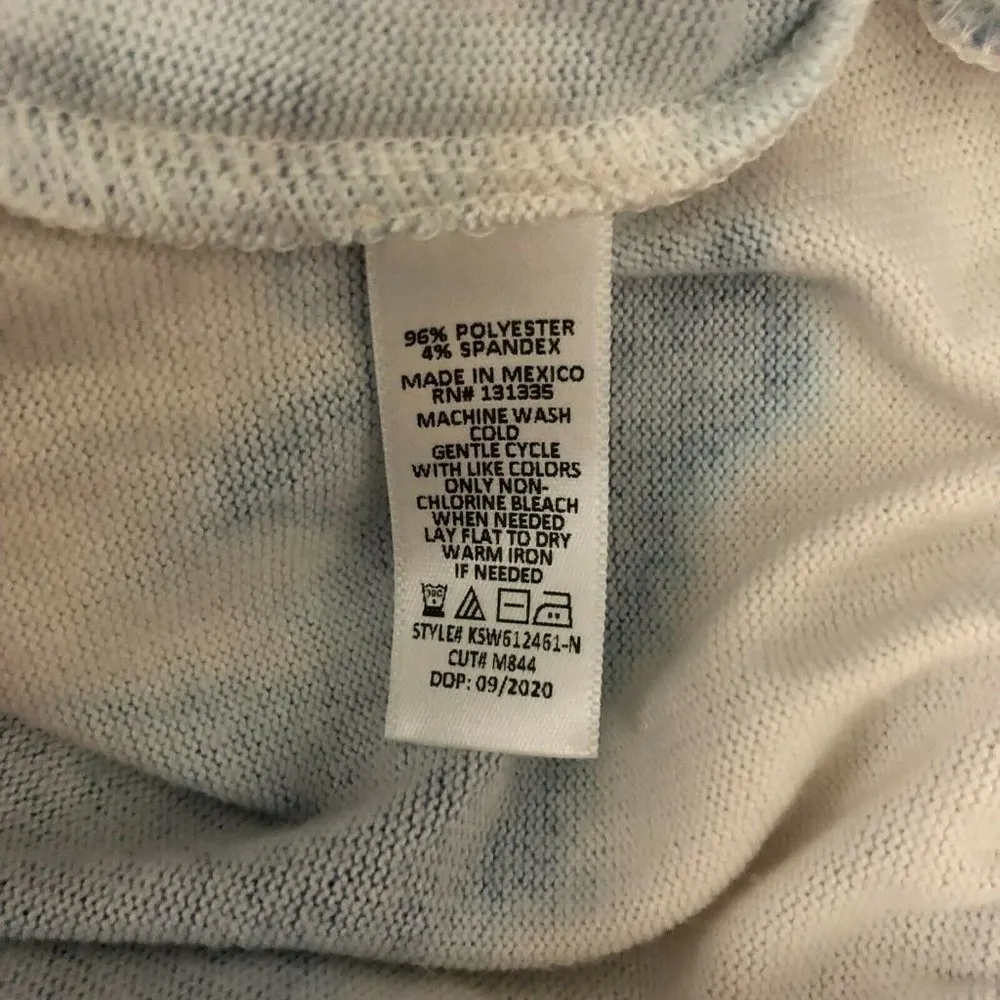 96% POLYESTER
4% SPANDEX
MADE IN MEXICO
RN# 131335
MACHINE WASH
COLD
GENTLE CYCLE
WITH LIKE COLORS
ONLY NON-
CHLORINE BLEACH
WHEN NEEDED
LAY FLAT TO DRY
WARM IRON
IF NEEDED
30C
STYLE# KSW612461-N
CUT# M844
DOP: 09/2020